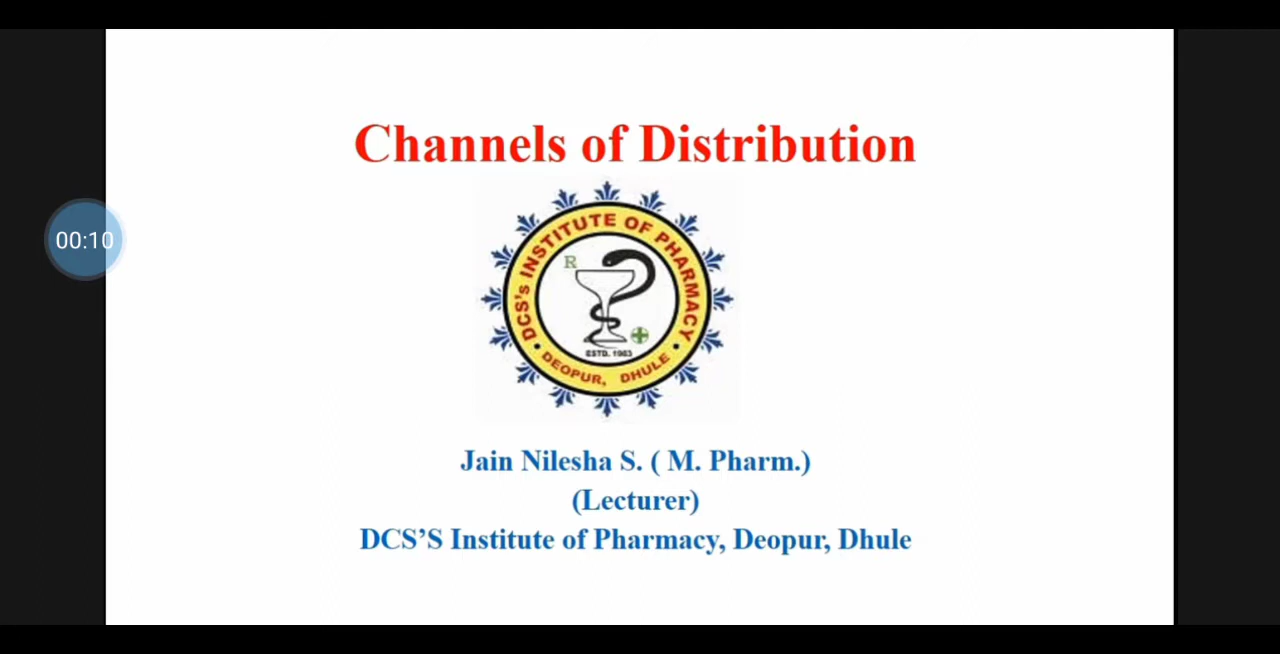 Channels of Distribution
00:10
DCS's INSTITUTE OF PHARMACY
R
ESTD. 1983
DEOPUR, DHULE
Jain Nilesha S. ( M. Pharm.)
(Lecturer)
DCS’S Institute of Pharmacy, Deopur, Dhule